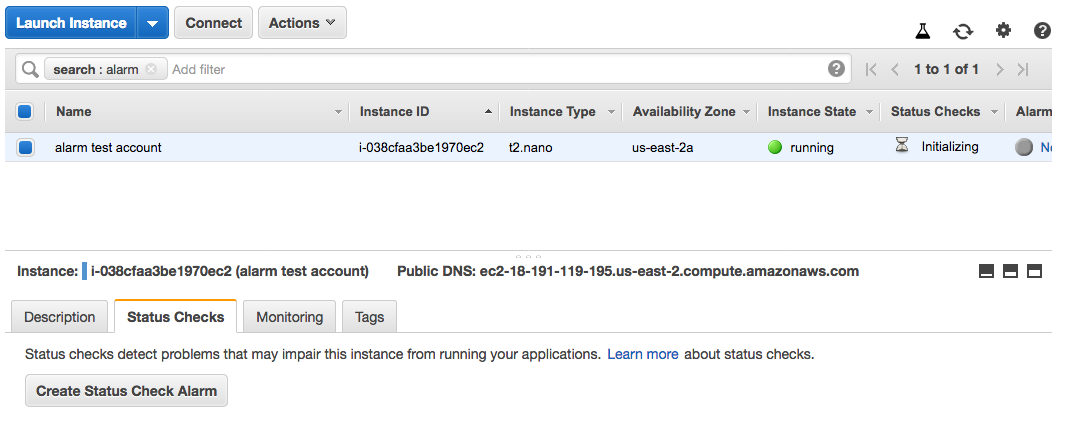 Launch Instance Connect Actions
search : alarm Add filter 1 to 1 of 1
Name Instance ID Instance Type Availability Zone Instance State Status Checks Alarm
alarm test account i-038cfaa3be1970ec2 t2.nano us-east-2a running Initializing
Instance: i-038cfaa3be1970ec2 (alarm test account) Public DNS: ec2-18-191-119-195.us-east-2.compute.amazonaws.com
Description Status Checks Monitoring Tags
Status checks detect problems that may impair this instance from running your applications. Learn more about status checks.
Create Status Check Alarm